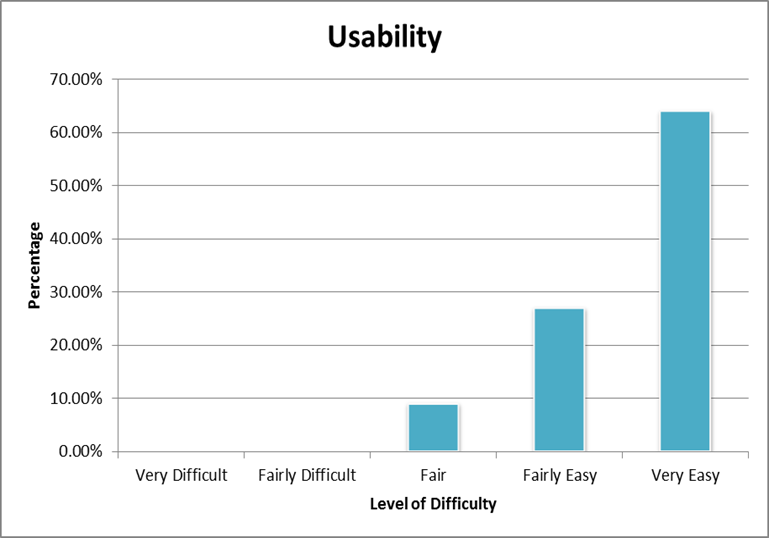 Usability
70.00%
60.00%
50.00%
40.00%
30.00%
20.00%
10.00%
0.00%
Percentage
Very Difficult Fairly Difficult Fair Fairly Easy Very Easy
Level of Difficulty